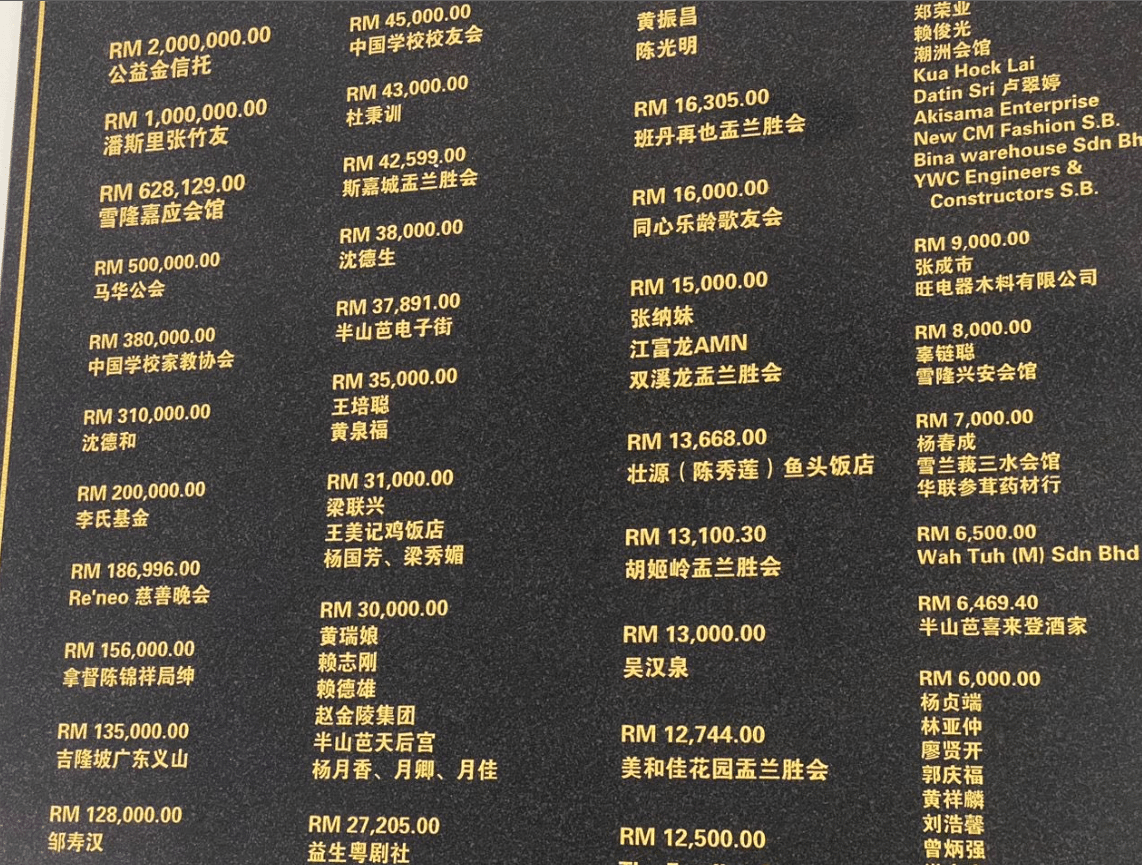 RM 2,000,000.00
公益金信托
RM 1,000,000.00
潘斯里张竹友
RM 628,129.00
雪隆嘉应会馆
RM 500,000.00
马华公会
RM 380,000.00
中国学校家教协会
RM 310,000.00
沈德和
RM 200,000.00
李氏基金
RM 186,996.00
Re'neo 慈善晚会
RM 156,000.00
拿督陈锦祥局绅
RM 135,000.00
吉隆坡广东义山
RM 128,000.00
邹寿汉
RM 45,000.00
中国学校校友会
RM 43,000.00
杜秉训
RM 42,599.00
斯嘉城盂兰胜会
RM 38,000.00
沈德生
RM 37,891.00
半山芭电子街
RM 35,000.00
王培聪
黄泉福
RM 31,000.00
梁联兴
王美记鸡饭店
杨国芳、梁秀媚
RM 30,000.00
黄瑞娘
赖志刚
赖德雄
赵金陵集团
半山芭天后宫
杨月香、月卿、月佳
RM 27,205.00
益生粤剧社
黄振昌
陈光明
RM 16,305.00
班丹再也盂兰胜会
RM 16,000.00
同心乐龄歌友会
RM 15,000.00
张纳妹
江富龙AMN
双溪龙盂兰胜会
RM 13,668.00
壮源（陈秀莲）鱼头饭店
RM 13,100.30
胡姬岭盂兰胜会
RM 13,000.00
吴汉泉
RM 12,744.00
美和佳花园盂兰胜会
RM 12,500.00
郑荣业
赖俊光
潮洲会馆
Kua Hock Lai
Datin Sri 卢翠婷
Akisama Enterprise
New CM Fashion S.B.
Bina warehouse Sdn Bh
YWC Engineers &
Constructors S.B.
RM 9,000.00
张成市
旺电器木料有限公司
RM 8,000.00
辜链聪
雪隆兴安会馆
RM 7,000.00
杨春成
雪兰莪三水会馆
华联参茸药材行
RM 6,500.00
Wah Tuh (M) Sdn Bhd
RM 6,469.40
半山芭喜来登酒家
RM 6,000.00
杨贞端
林亚仲
廖贤开
郭庆福
黄祥麟
刘浩馨
曾炳强